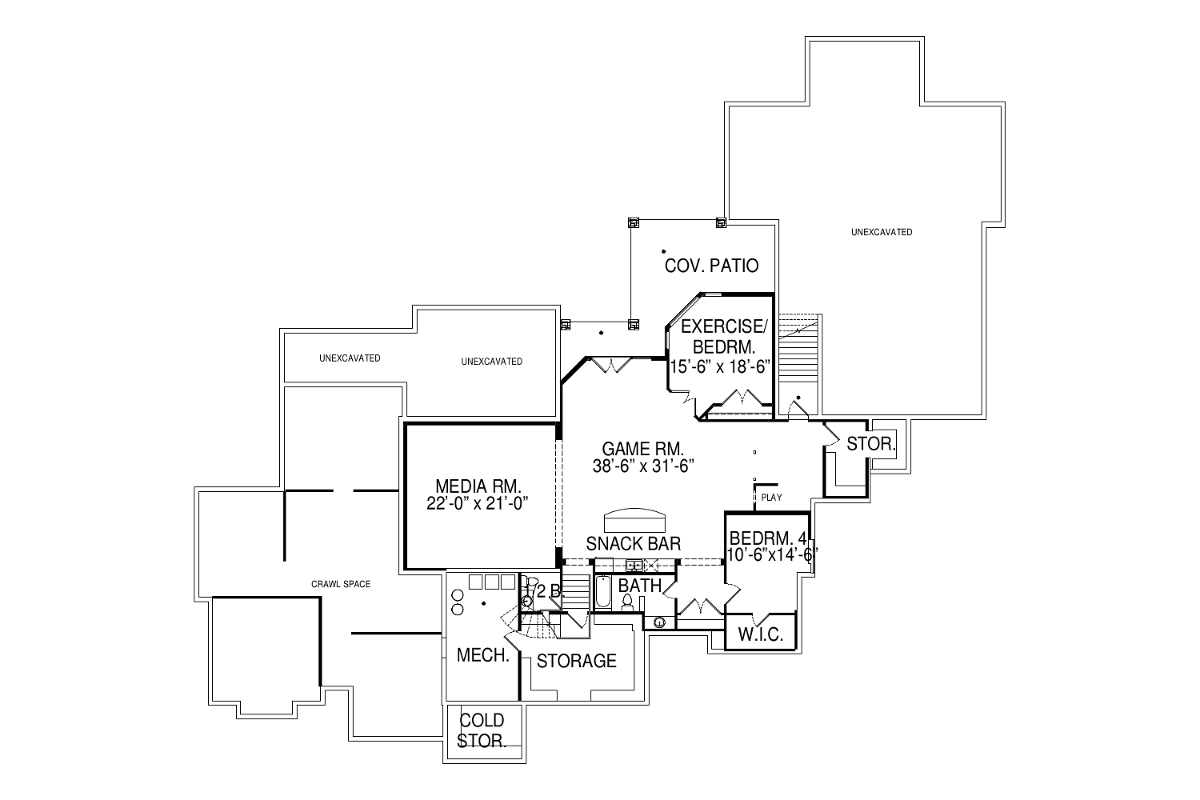 UNEXCAVATED
COV. PATIO
EXERCISE/
BEDRM.
15'-6" x 18'-6"
UNEXCAVATED
UNEXCAVATED
GAME RM.
38'-6" x 31'-6"
STOR.
MEDIA RM.
22'-0" x 21'-0"
PLAY
SNACK BAR
BEDRM. 4
10'-6"x14'-6"
CRAWL SPACE
1/2 B.
BATH
W.I.C.
MECH.
STORAGE
COLD
STOR.